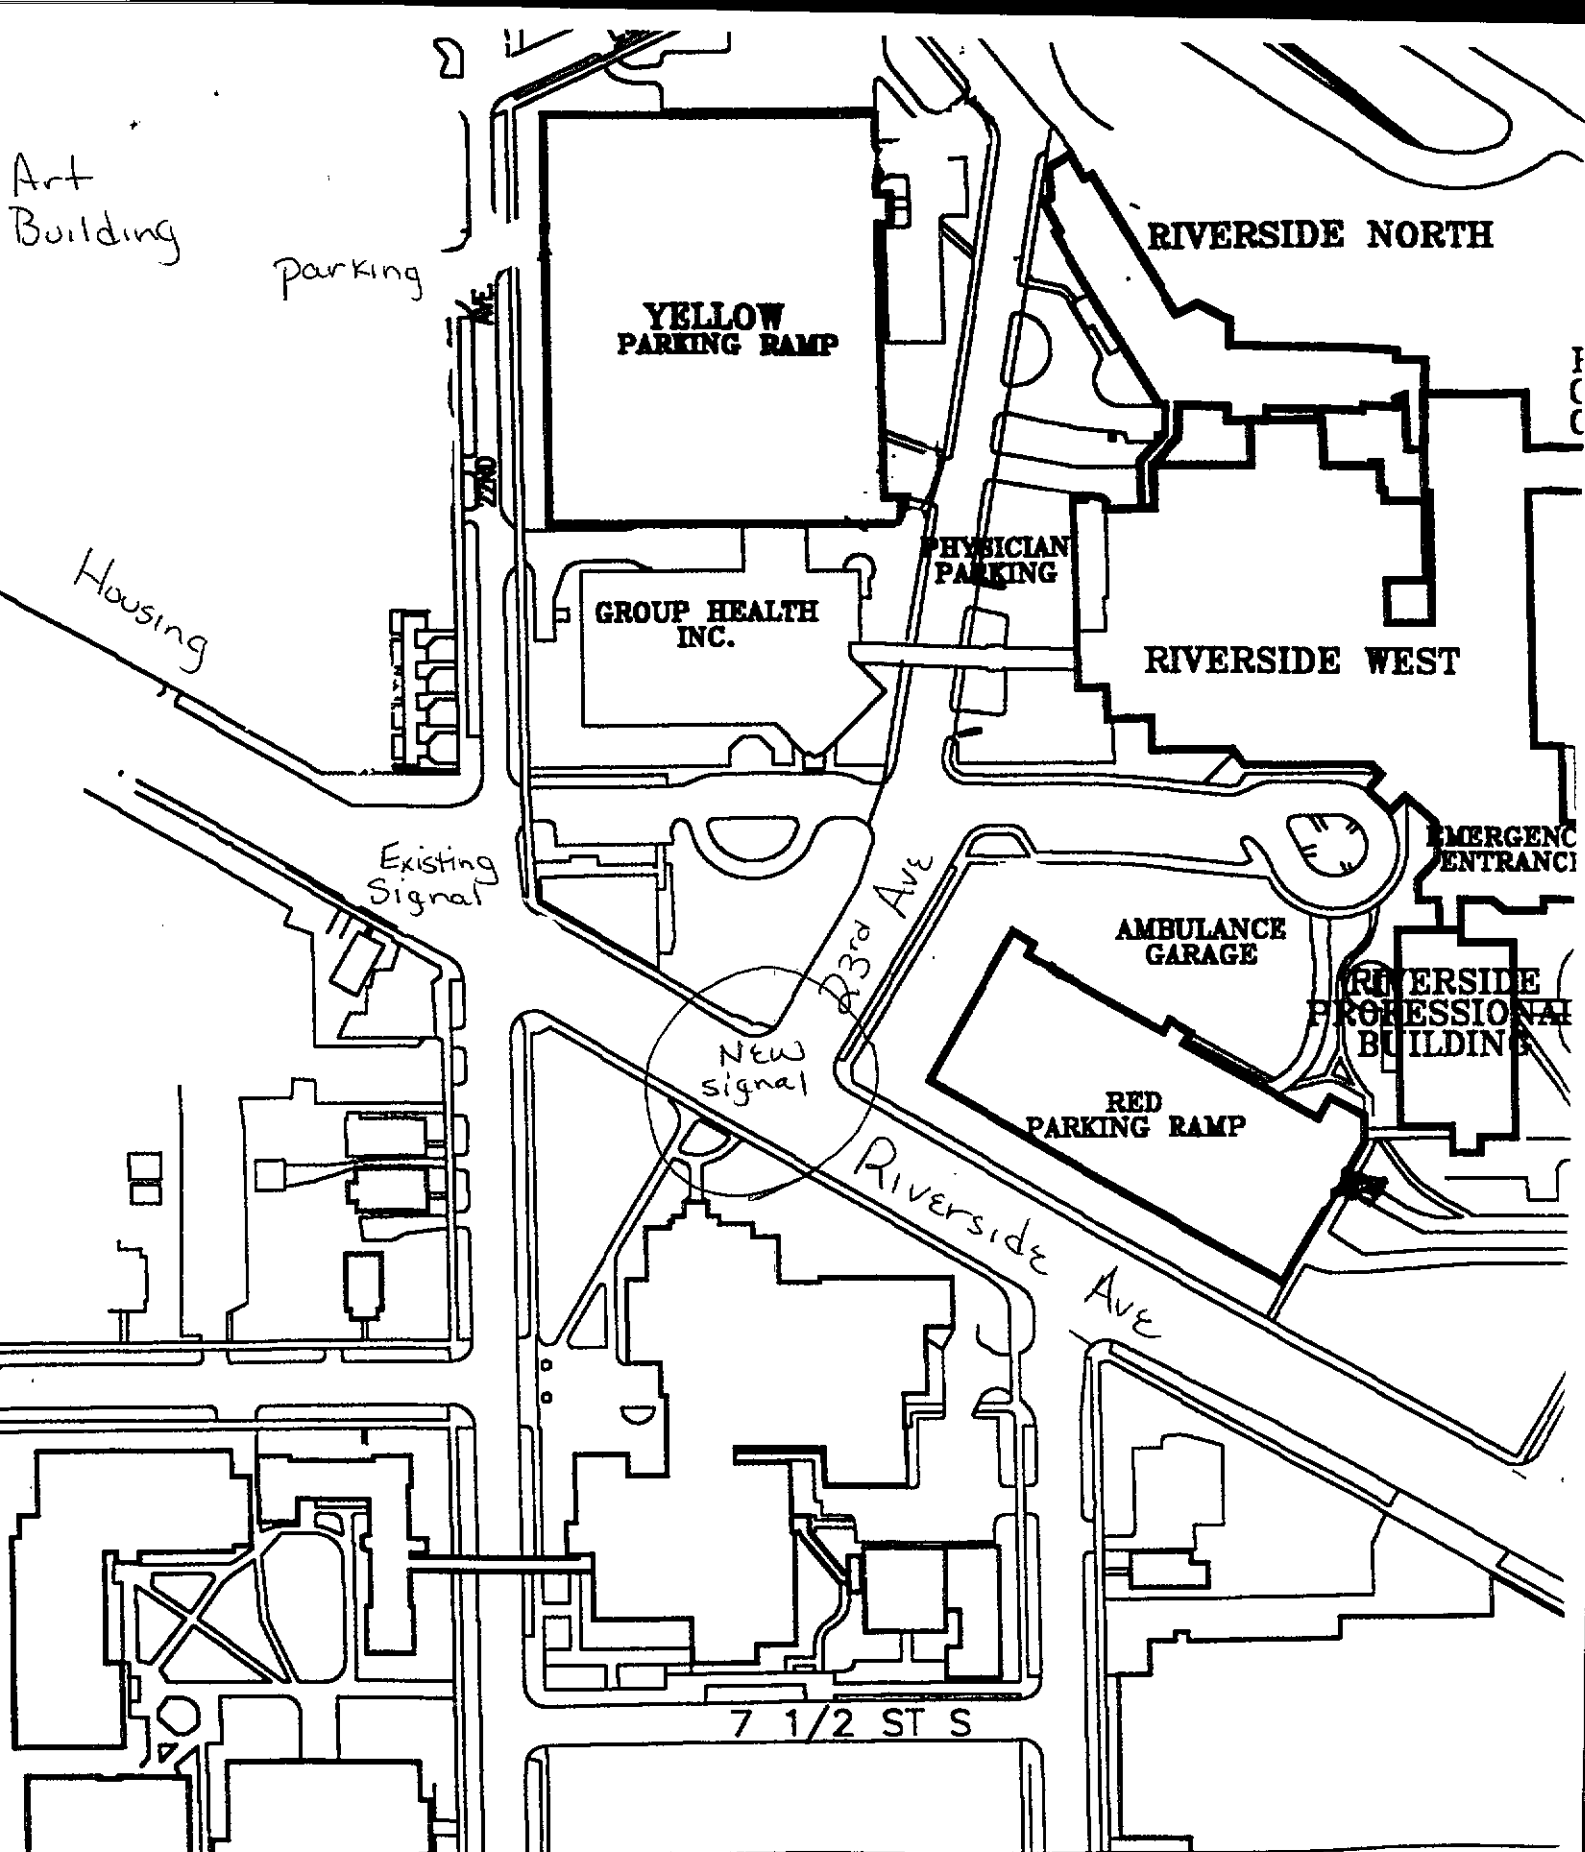 Art
Building
parking
RIVERSIDE NORTH
AVE
22ND
YELLOW
PARKING RAMP
Housing
PHYSICIAN
PARKING
GROUP HEALTH
INC.
RIVERSIDE WEST
Existing
Signal
23rd Ave
EMERGENC
ENTRANCE
AMBULANCE
GARAGE
RIVERSIDE
PROFESSIONAL
BUILDING
NEW
signal
RED
PARKING RAMP
Riverside Ave
7 1/2 ST S